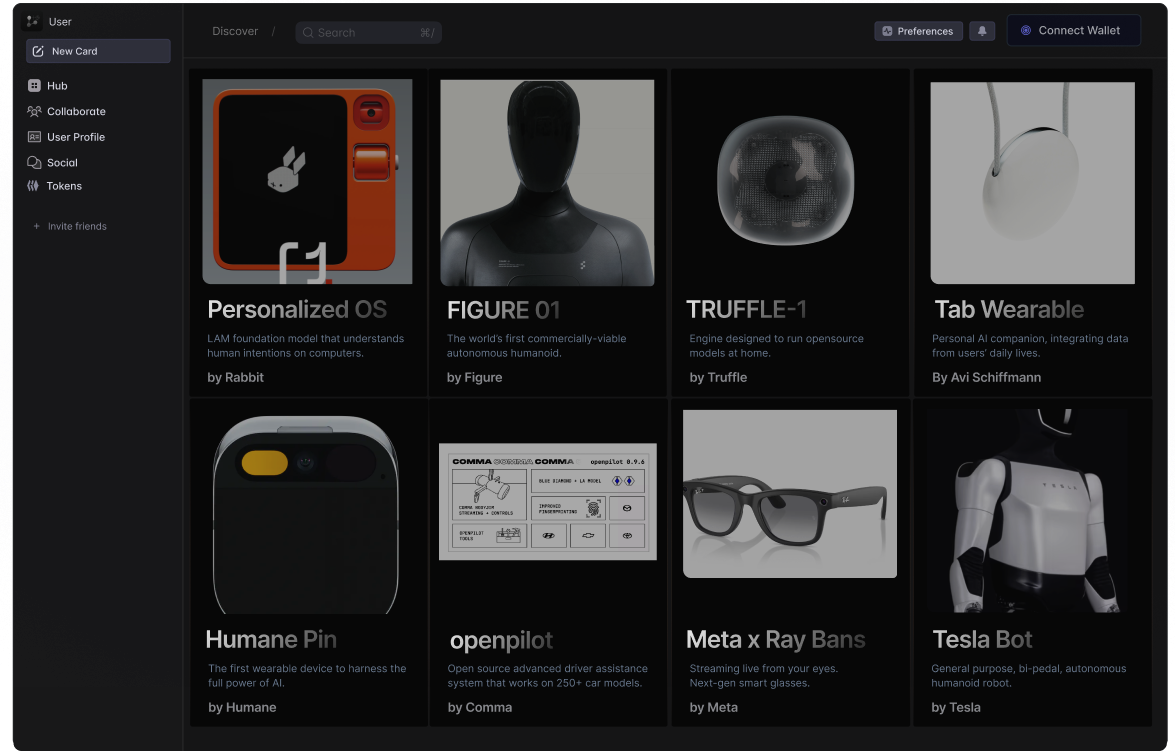 User
New Card
Hub
Collaborate
User Profile
Social
Tokens
+ Invite friends
Discover /
Search ⌘/
Preferences
Connect Wallet
r1
Personalized OS
LAM foundation model that understands
human intentions on computers.
by Rabbit
FIGURE 01
The world's first commercially-viable
autonomous humanoid.
by Figure
TRUFFLE-1
Engine designed to run opensource
models at home.
by Truffle
Tab Wearable
Personal AI companion, integrating data
from users' daily lives.
By Avi Schiffmann
Humane Pin
The first wearable device to harness the
full power of AI.
by Humane
COMMA COMMA COMMA openpilot 0.9.6
BLUE DIAMOND + LA MODEL
COMMA BODYJIM
STREAMING + CONTROLS
IMPROVED
FINGERPRINTING
OPENPILOT
TOOLS
openpilot
Open source advanced driver assistance
system that works on 250+ car models.
by Comma
Ray-Ban
Meta x Ray Bans
Streaming live from your eyes.
Next-gen smart glasses.
by Meta
TESLA
Tesla Bot
General purpose, bi-pedal, autonomous
humanoid robot.
by Tesla